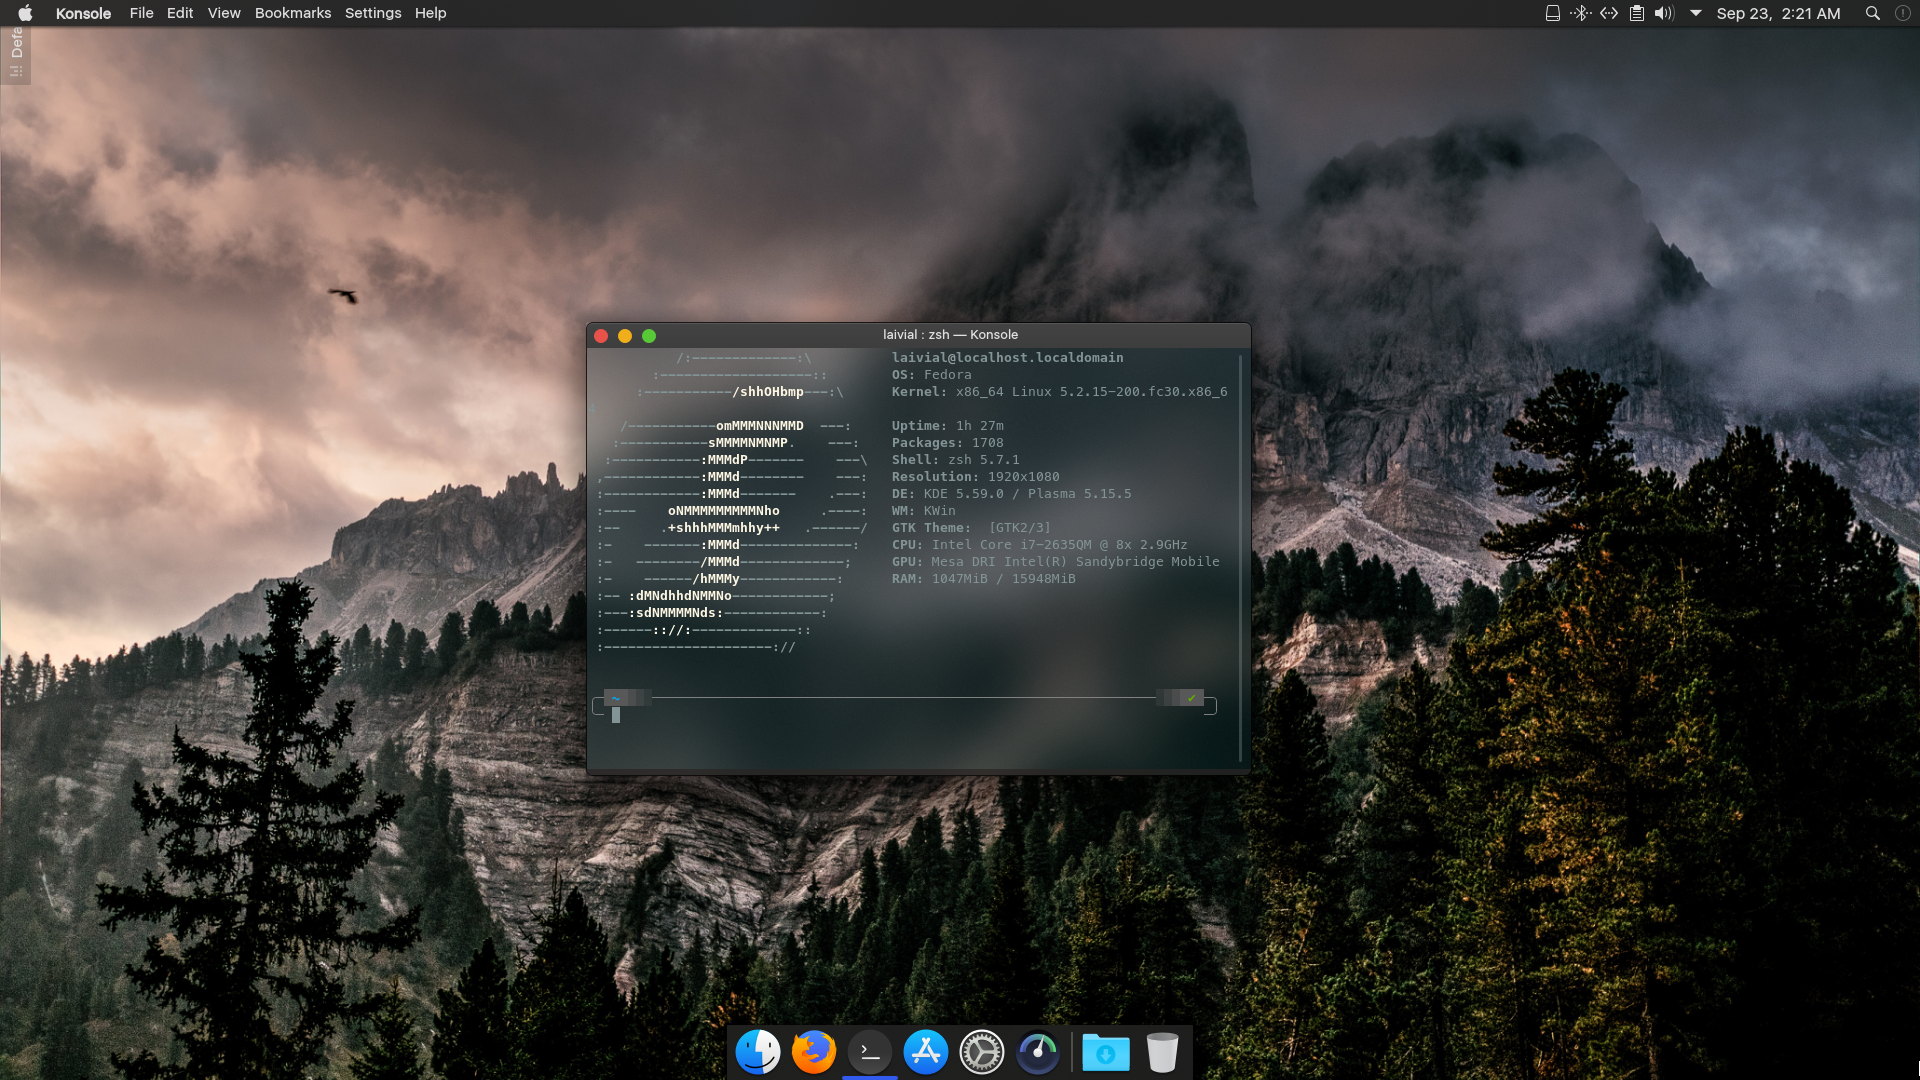 Konsole File Edit View Bookmarks Settings Help Sep 23, 2:21 AM
Defa
laivial : zsh — Konsole
/:-------------:\ laivial@localhost.localdomain
:-------------------:: OS: Fedora
:-----------/shhOHbmp---:\ Kernel: x86_64 Linux 5.2.15-200.fc30.x86_6
4
/-----------omMMMNNNMMD ---: Uptime: 1h 27m
:-----------sMMMMNMNMP. ---: Packages: 1708
:-----------:MMMdP------- ---\ Shell: zsh 5.7.1
,------------:MMMd-------- ---: Resolution: 1920x1080
:------------:MMMd------- .---: DE: KDE 5.59.0 / Plasma 5.15.5
:---- oNMMMMMMMMMNho .----: WM: KWin
:-- .+shhhMMMmhhy++ .------/ GTK Theme: [GTK2/3]
:- -------:MMMd--------------: CPU: Intel Core i7-2635QM @ 8x 2.9GHz
:- --------/MMMd-------------; GPU: Mesa DRI Intel(R) Sandybridge Mobile
:- ------/hMMMy------------: RAM: 1047MiB / 15948MiB
:-- :dMNdhhdNMMNo------------;
:---:sdNMMMMNds:------------:
:------:://:-------------::
:---------------------://
~ ✔